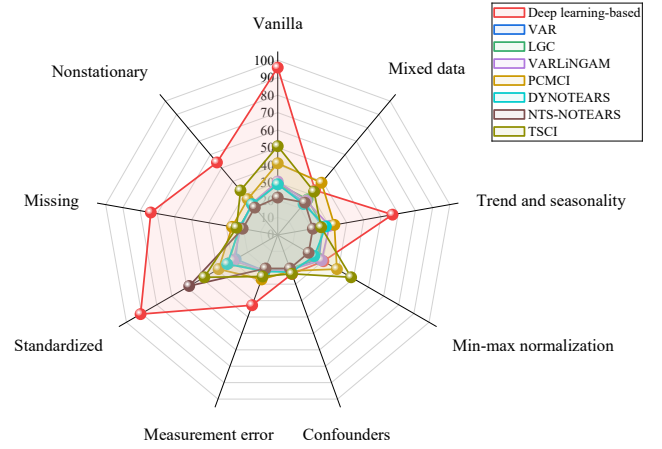 Vanilla
Deep learning-based
VAR
LGC
VARLiNGAM
PCMCI
DYNOTEARS
NTS-NOTEARS
TSCI
Nonstationary
Mixed data
100
90
80
70
60
50
40
30
20
10
0
Missing
Trend and seasonality
Standardized
Min-max normalization
Measurement error
Confounders